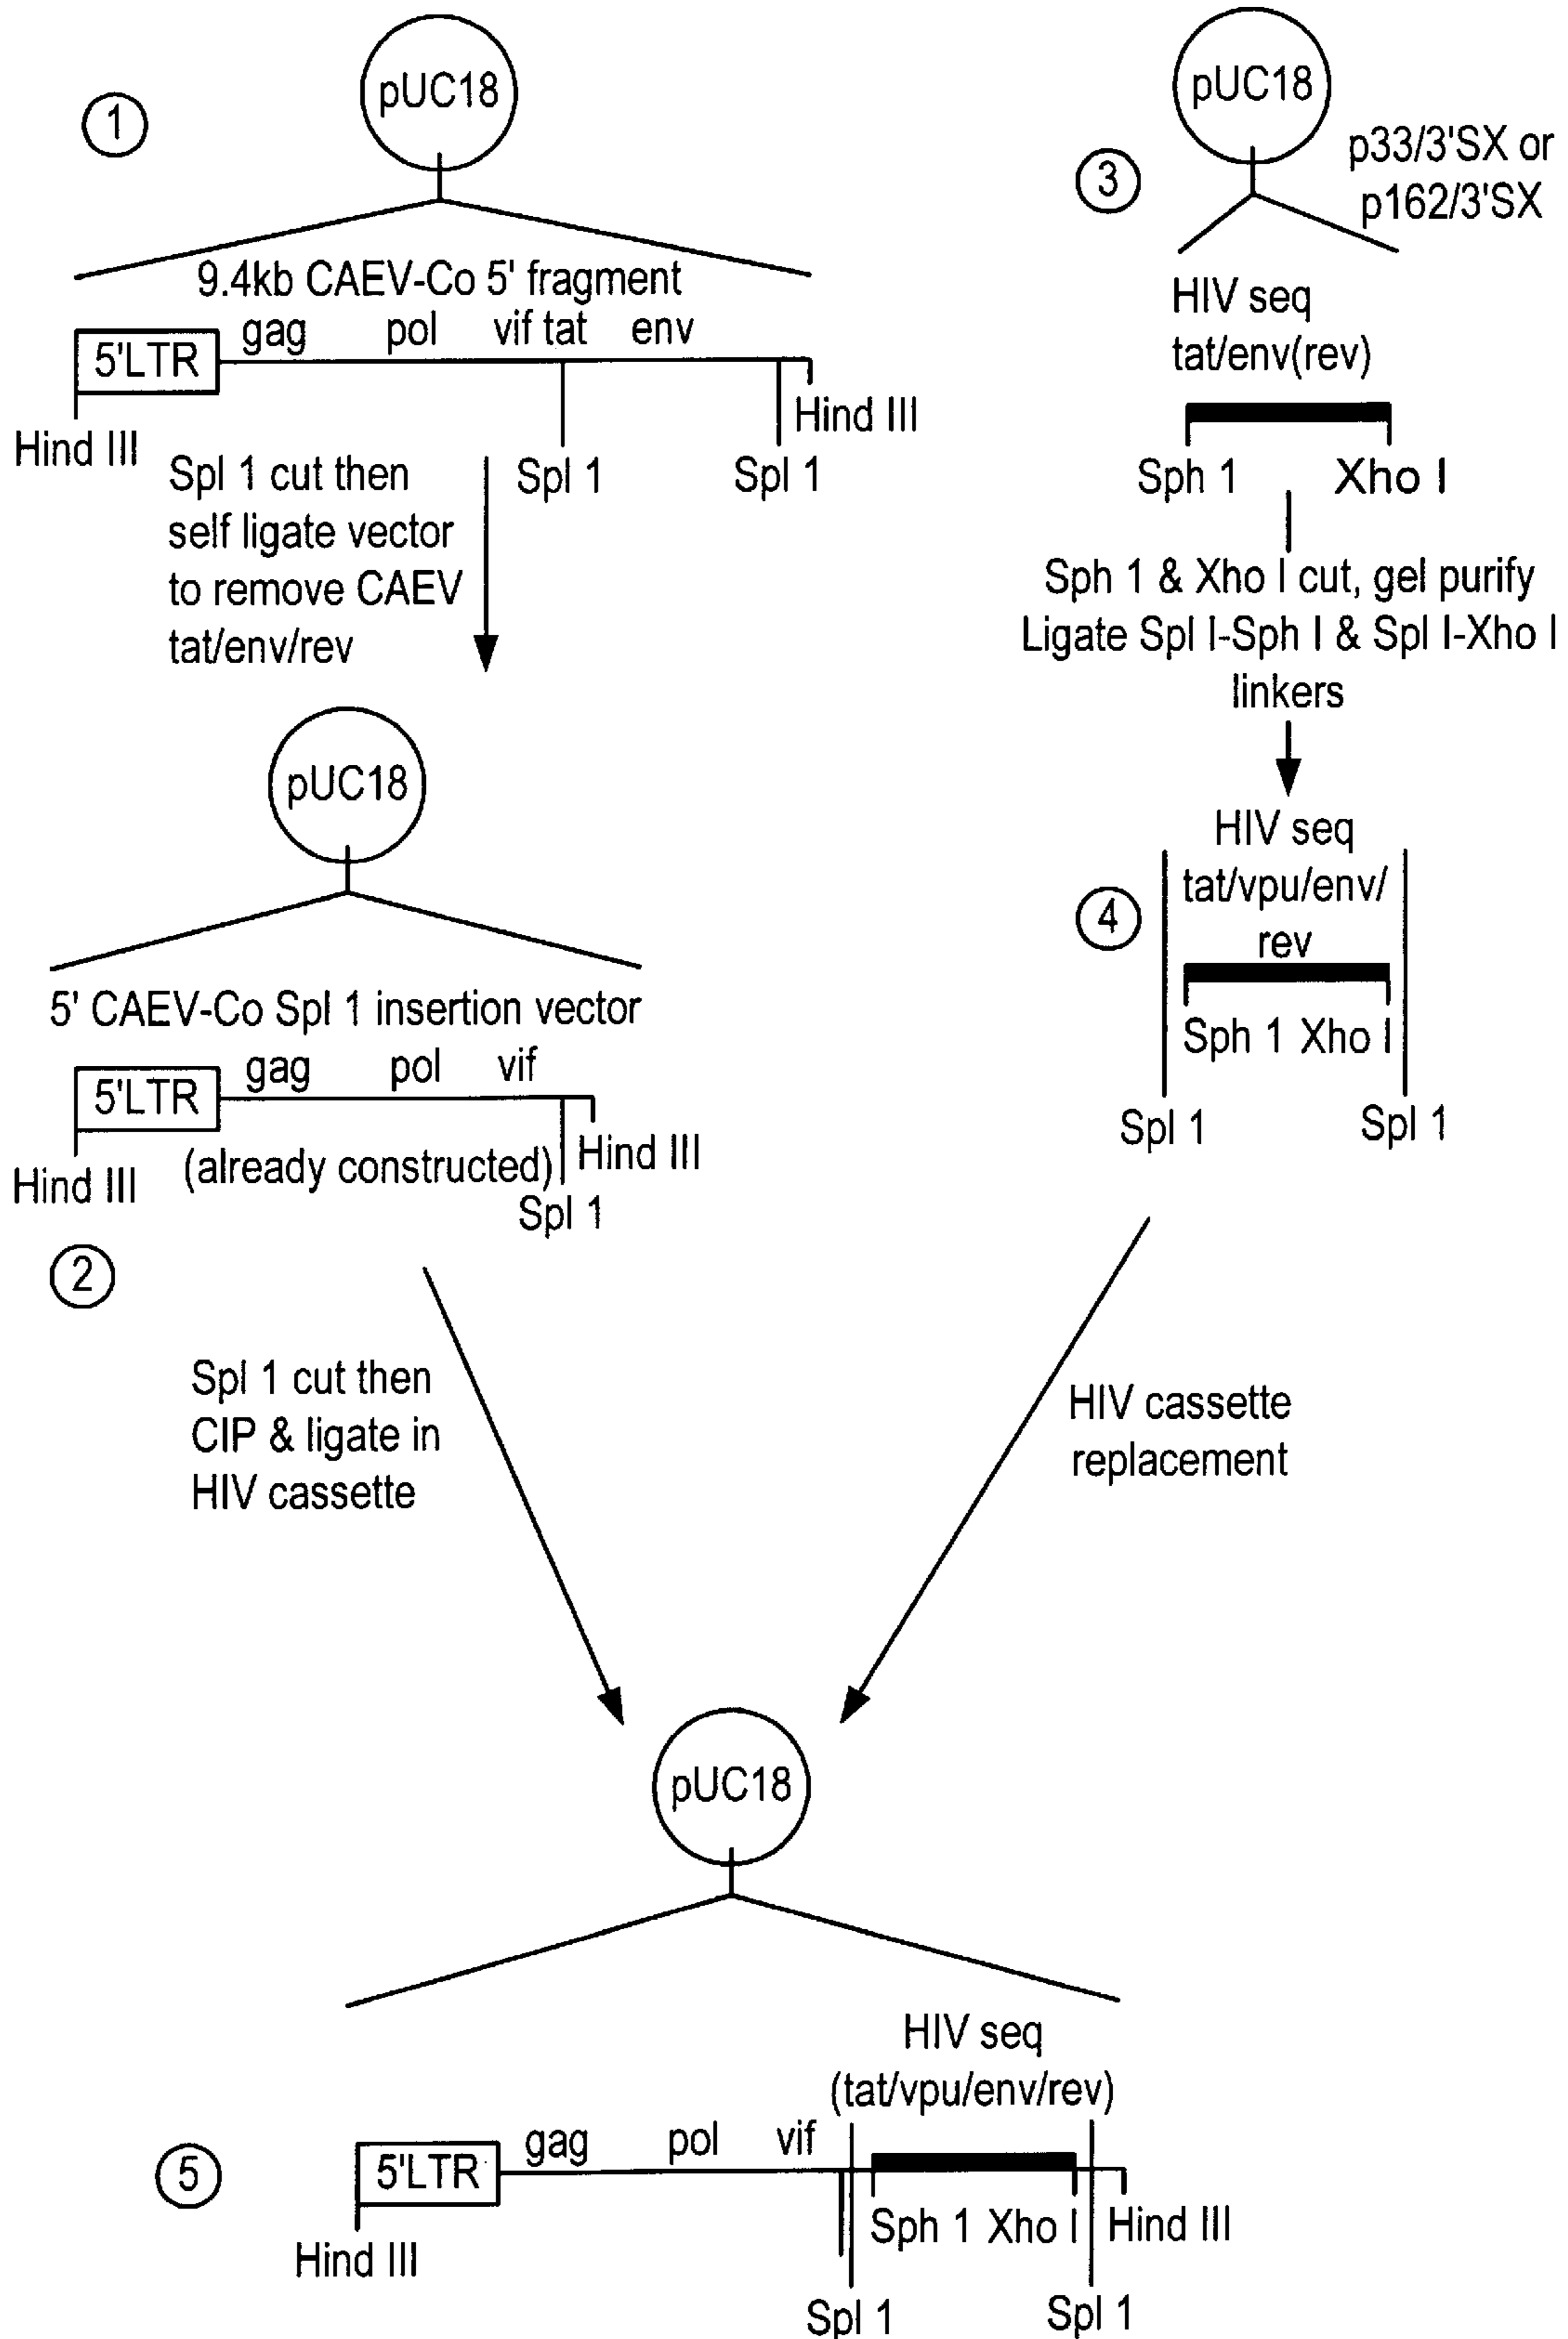 1
pUC18
9.4kb CAEV-Co 5' fragment
gag pol vif tat env
5'LTR
Hind III
Hind III
Spl 1
Spl 1
Spl 1 cut then
self ligate vector
to remove CAEV
tat/env/rev
pUC18
5' CAEV-Co Spl 1 insertion vector
gag pol vif
5'LTR
(already constructed)
Hind III
Hind III
Spl 1
2
Spl 1 cut then
CIP & ligate in
HIV cassette
3
pUC18
p33/3'SX or
p162/3'SX
HIV seq
tat/env(rev)
Sph 1 Xho I
Sph 1 & Xho I cut, gel purify
Ligate Spl I-Sph I & Spl I-Xho I
linkers
4
HIV seq
tat/vpu/env/
rev
Sph 1 Xho I
Spl 1 Spl 1
HIV cassette
replacement
pUC18
5
HIV seq
(tat/vpu/env/rev)
gag pol vif
5'LTR
Sph 1 Xho I Hind III
Hind III
Spl 1 Spl 1